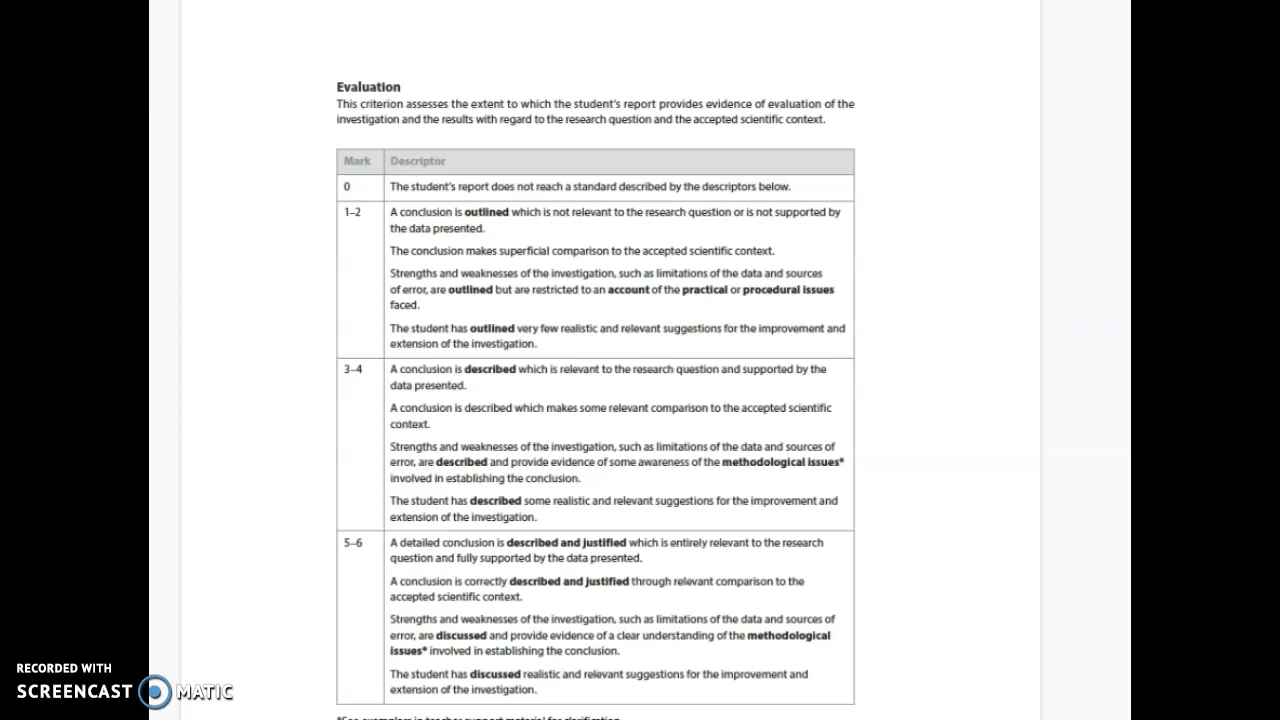 Evaluation
This criterion assesses the extent to which the student's report provides evidence of evaluation of the
investigation and the results with regard to the research question and the accepted scientific context.
Mark Descriptor
0 The student's report does not reach a standard described by the descriptors below.
1–2 A conclusion is outlined which is not relevant to the research question or is not supported by
the data presented.
The conclusion makes superficial comparison to the accepted scientific context.
Strengths and weaknesses of the investigation, such as limitations of the data and sources
of error, are outlined but are restricted to an account of the practical or procedural issues
faced.
The student has outlined very few realistic and relevant suggestions for the improvement and
extension of the investigation.
3–4 A conclusion is described which is relevant to the research question and supported by the
data presented.
A conclusion is described which makes some relevant comparison to the accepted scientific
context.
Strengths and weaknesses of the investigation, such as limitations of the data and sources of
error, are described and provide evidence of some awareness of the methodological issues*
involved in establishing the conclusion.
The student has described some realistic and relevant suggestions for the improvement and
extension of the investigation.
5–6 A detailed conclusion is described and justified which is entirely relevant to the research
question and fully supported by the data presented.
A conclusion is correctly described and justified through relevant comparison to the
accepted scientific context.
Strengths and weaknesses of the investigation, such as limitations of the data and sources of
error, are discussed and provide evidence of a clear understanding of the methodological
issues* involved in establishing the conclusion.
The student has discussed realistic and relevant suggestions for the improvement and
extension of the investigation.
*See exemplars in teacher support material for clarification.
RECORDED WITH
SCREENCAST MATIC